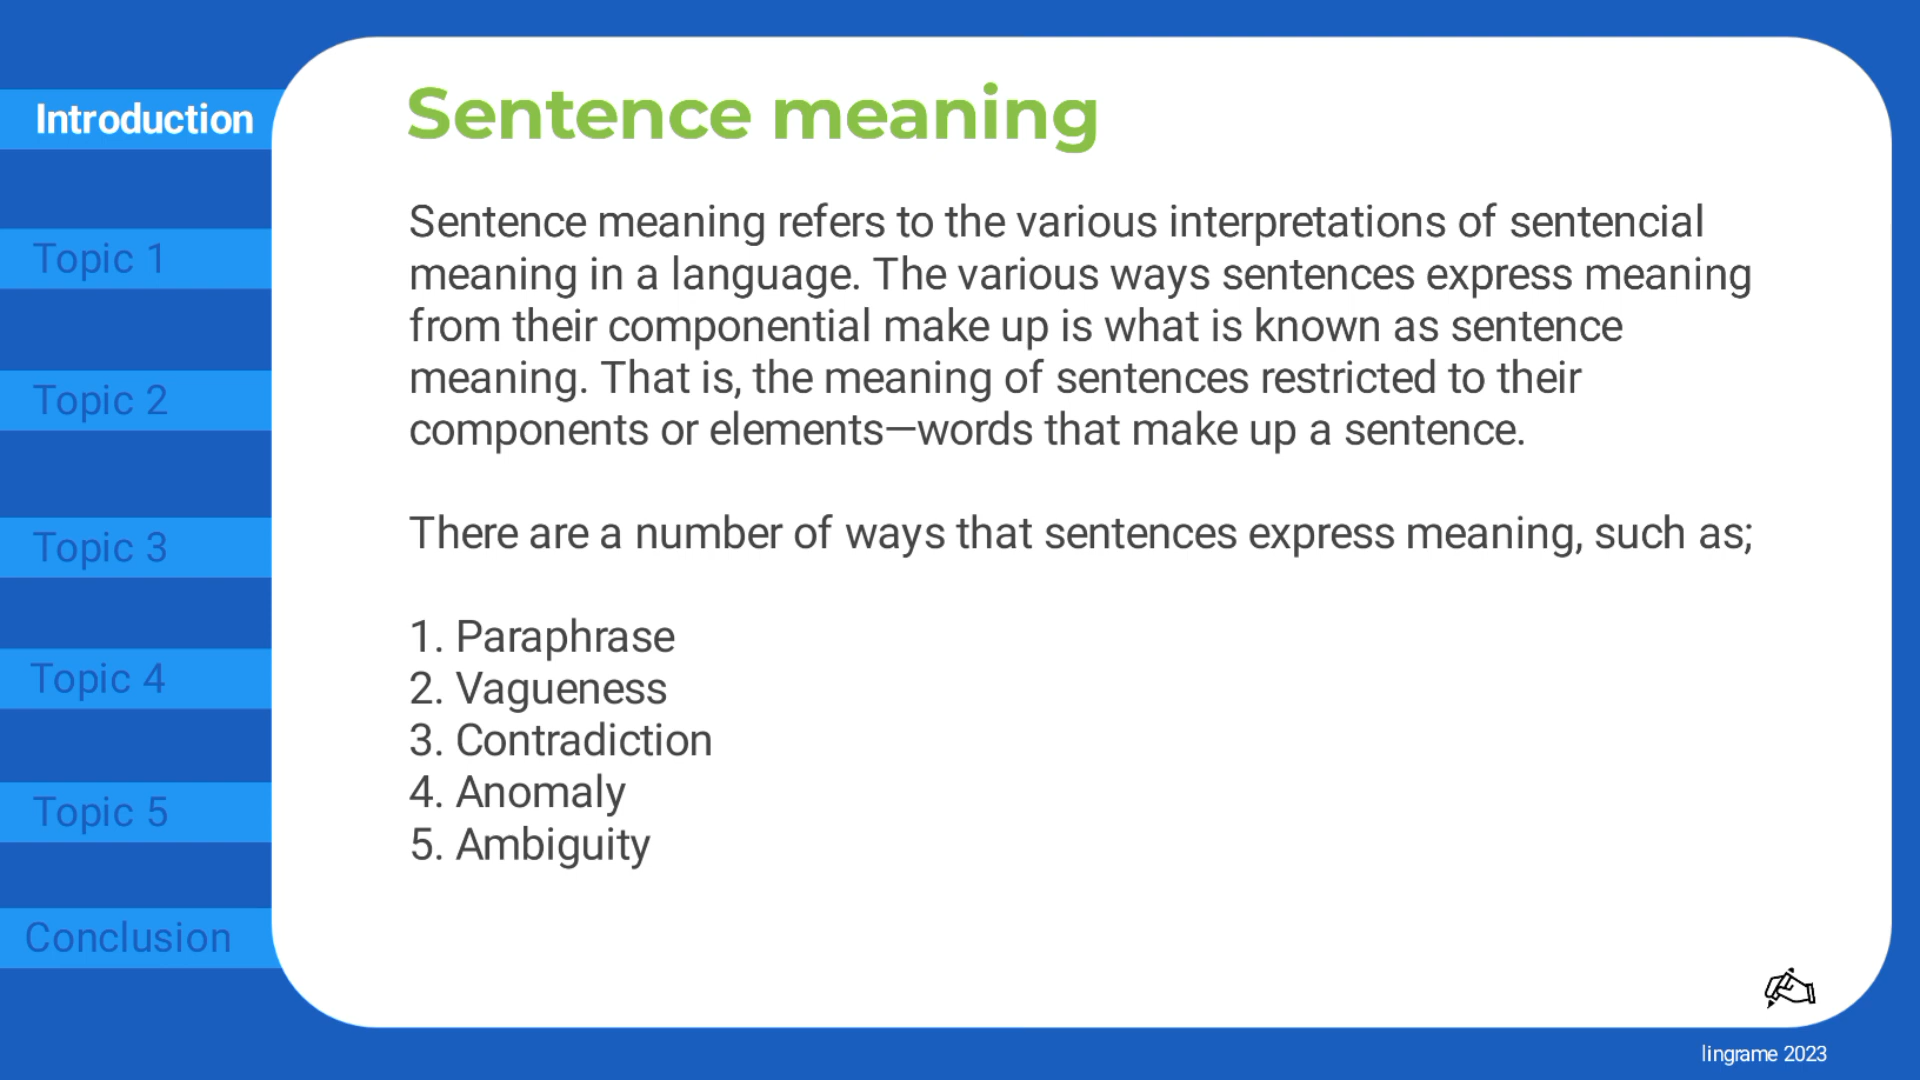 Introduction
Topic 1
Topic 2
Topic 3
Topic 4
Topic 5
Conclusion
Sentence meaning
Sentence meaning refers to the various interpretations of sentencial
meaning in a language. The various ways sentences express meaning
from their componential make up is what is known as sentence
meaning. That is, the meaning of sentences restricted to their
components or elements—words that make up a sentence.
There are a number of ways that sentences express meaning, such as;
1. Paraphrase
2. Vagueness
3. Contradiction
4. Anomaly
5. Ambiguity
lingrame 2023